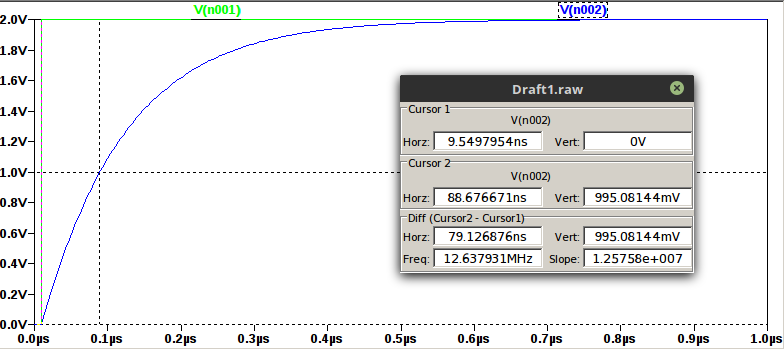 V(n001) V(n002)
2.0V
1.8V
1.6V
1.4V
1.2V
1.0V
0.8V
0.6V
0.4V
0.2V
0.0V
0.0µs 0.1µs 0.2µs 0.3µs 0.4µs 0.5µs 0.6µs 0.7µs 0.8µs 0.9µs 1.0µs
Draft1.raw
Cursor 1
V(n002)
Horz: 9.5497954ns Vert: 0V
Cursor 2
V(n002)
Horz: 88.676671ns Vert: 995.08144mV
Diff (Cursor2 - Cursor1)
Horz: 79.126876ns Vert: 995.08144mV
Freq: 12.637931MHz Slope: 1.25758e+007